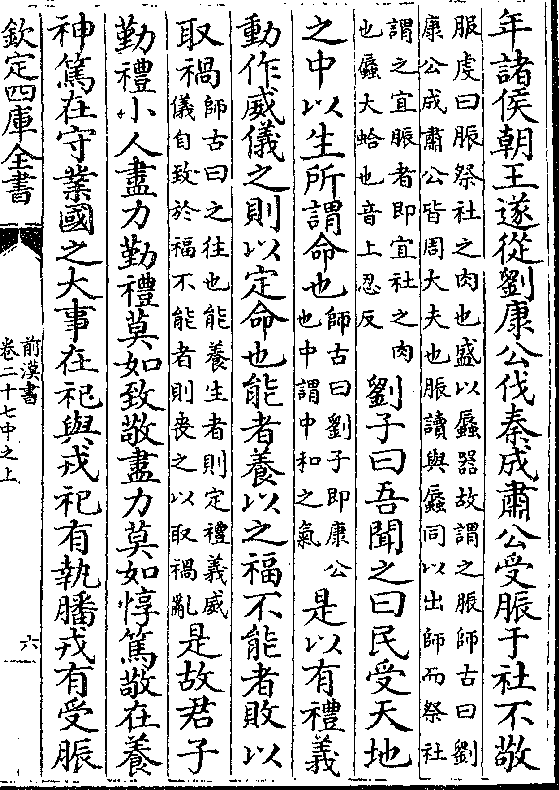 年諸侯朝王遂從劉康公伐秦成肅公受脤于社不敬
服虔曰脤祭社之肉也盛以蜃器故謂之脤師古曰劉
康公成肅公皆周大夫也脤讀與蜃同以出師而祭社
謂之宜脤者即宜社之肉
也蜃大蛤也音上忍反
劉子曰吾聞之曰民受天地
之中以生所謂命也
師古曰劉子即康公
也中謂中和之氣
是以有禮義
動作威儀之則以定命也能者養以之福不能者敗以
取禍
師古曰之往也能養生者則定禮義威
儀自致於福不能者則喪之以取禍亂
是故君子
勤禮小人盡力勤禮莫如致敬盡力莫如惇篤敬在養
神篤在守業國之大事在祀與戎祀有執膰戎有受脤
欽定四庫全書
前漢書
卷二十七中之上
六